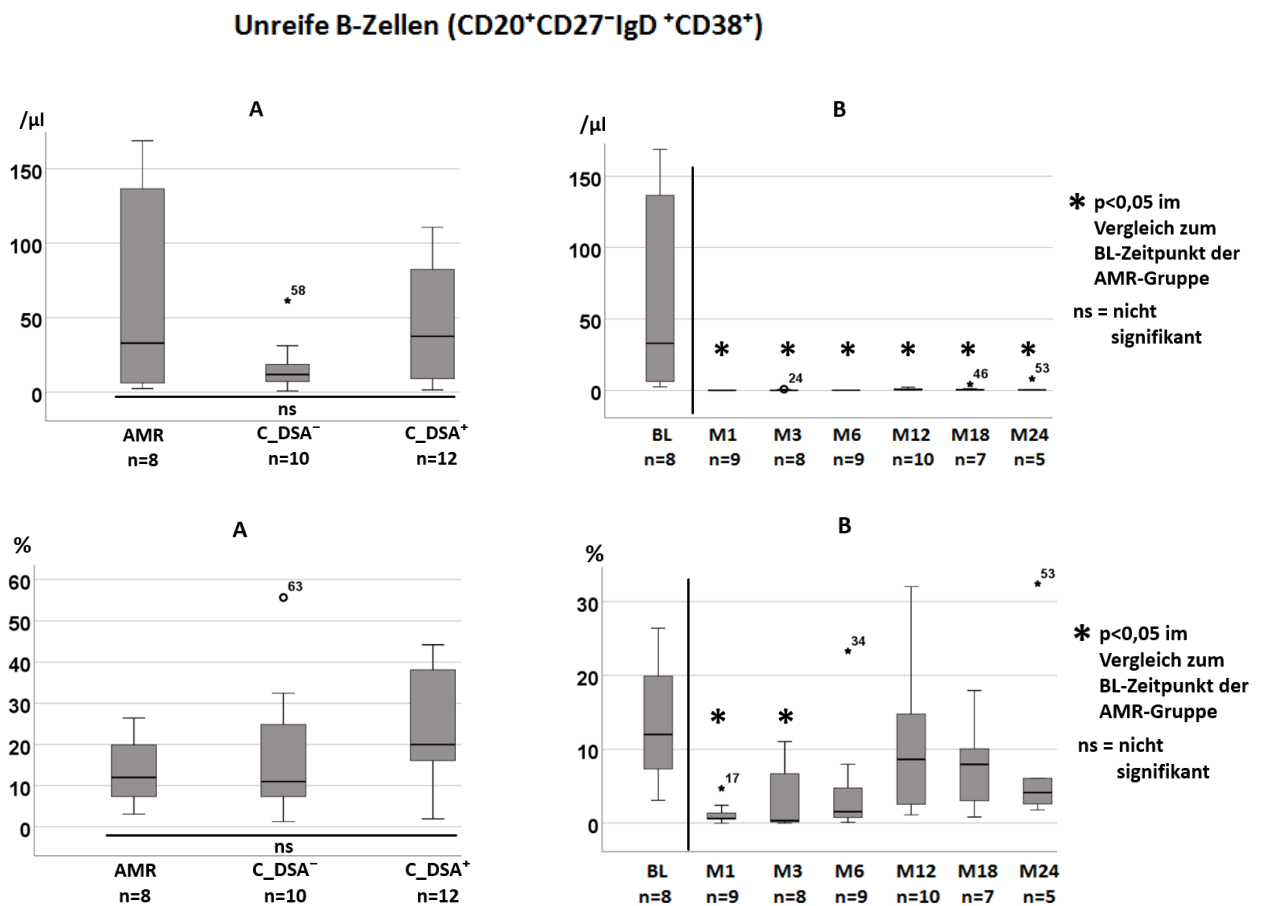 Unreife B-Zellen (CD20⁺CD27⁻IgD ⁺CD38⁺)
A
/µl
150
100
50
0
58
ns
AMR
C_DSA⁻
C_DSA⁺
n=8
n=10
n=12
B
/µl
150
100
50
0
*
*
*
*
*
*
24
46
53
BL
M1
M3
M6
M12
M18
M24
n=8
n=9
n=8
n=9
n=10
n=7
n=5
* p<0,05 im
Vergleich zum
BL-Zeitpunkt der
AMR-Gruppe
ns = nicht
signifikant
A
%
60
50
40
30
20
10
0
63
ns
AMR
C_DSA⁻
C_DSA⁺
n=8
n=10
n=12
B
%
30
20
10
0
*
*
17
34
53
BL
M1
M3
M6
M12
M18
M24
n=8
n=9
n=8
n=9
n=10
n=7
n=5
* p<0,05 im
Vergleich zum
BL-Zeitpunkt der
AMR-Gruppe
ns = nicht
signifikant